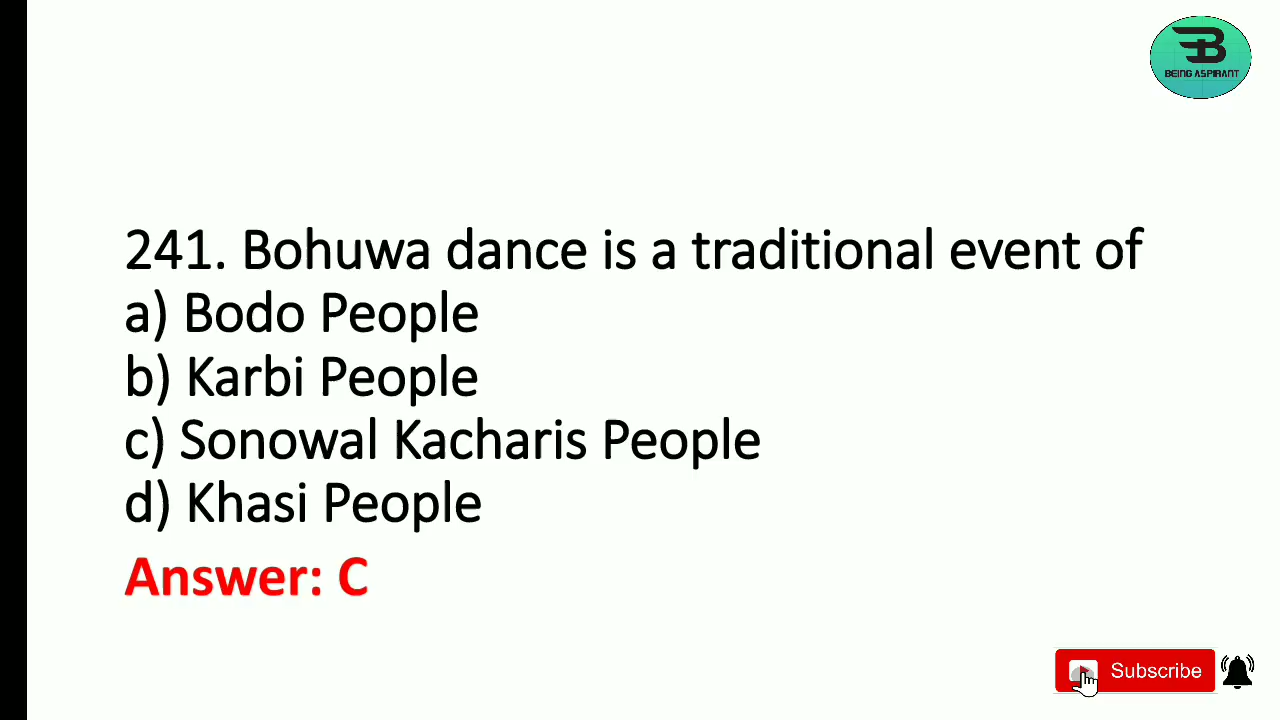 BEING ASPIRANT
241. Bohuwa dance is a traditional event of
a) Bodo People
b) Karbi People
c) Sonowal Kacharis People
d) Khasi People
Answer: C
Subscribe